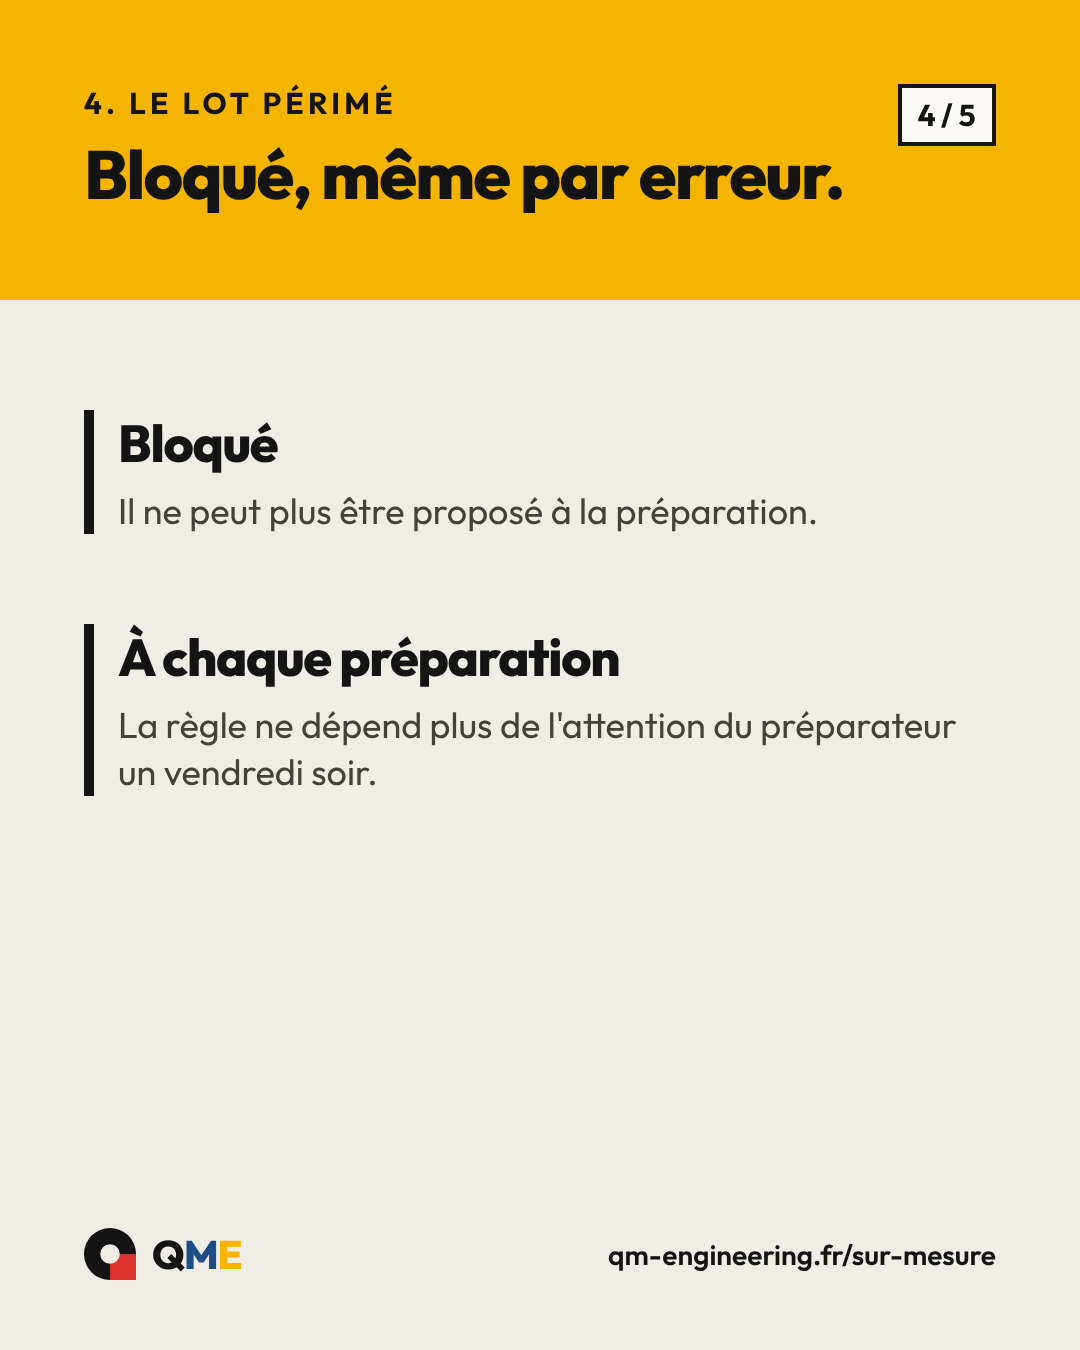 4. LE LOT PÉRIMÉ
4/5
Bloqué, même par erreur.
Bloqué
Il ne peut plus être proposé à la préparation.
À chaque préparation
La règle ne dépend plus de l'attention du préparateur
un vendredi soir.
QME
qm-engineering.fr/sur-mesure